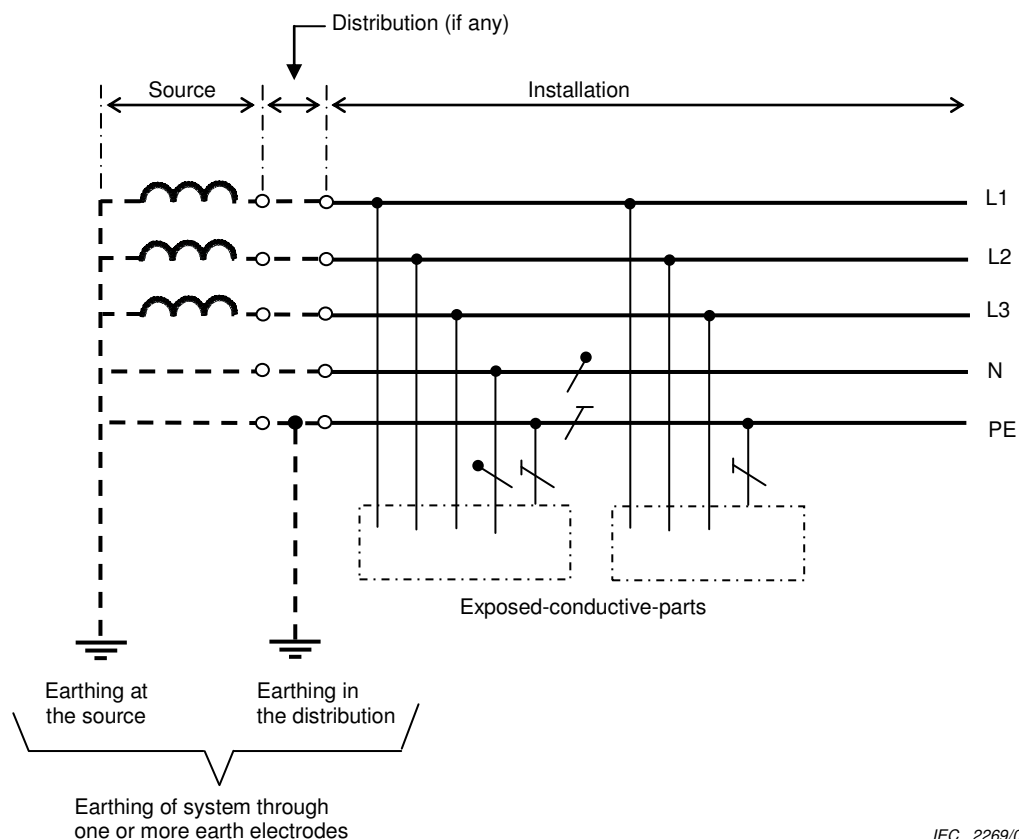 Distribution (if any)
Source
Installation
L1
L2
L3
N
PE
Exposed-conductive-parts
Earthing at
the source
Earthing in
the distribution
Earthing of system through
one or more earth electrodes
IEC